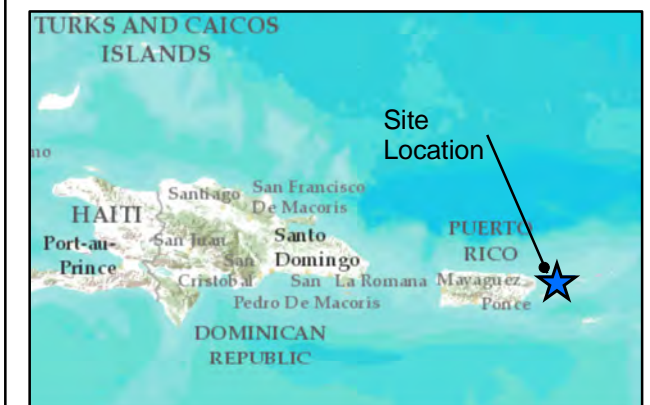 TURKS AND CAICOS
ISLANDS
Site
Location
mo
HAITI
Port-au-
Prince
Santiago
San Francisco
De Macoris
San Juan
Santo
Domingo
San
Cristobal
San
Pedro De Macoris
La Romana
DOMINICAN
REPUBLIC
PUERTO
RICO
Mayaguez
Ponce